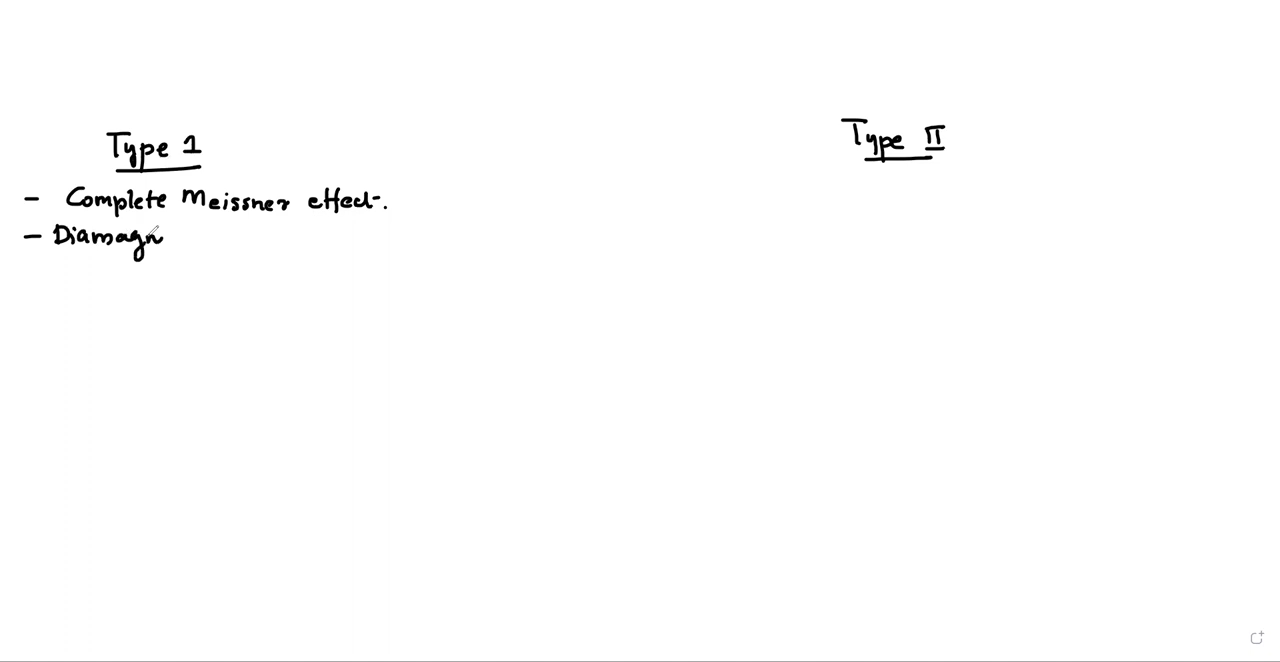 Type 1
Type II
- Complete Meissner effect.
- Diamagn